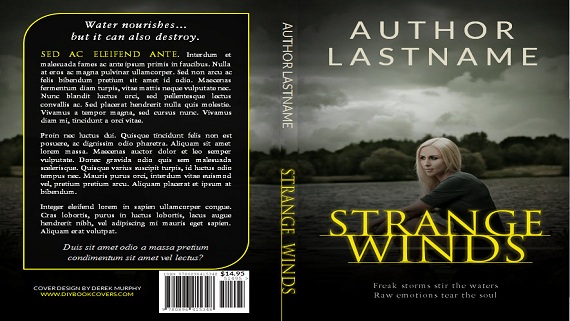 Water nourishes...
but it can also destroy.
SED AC ELEIFEND ANTE. Interdum et
malesuada fames ac ante ipsum primis in faucibus. Nulla
at eros ac magna pulvinar ullamcorper. Sed non arcu ac
felis bibendum pretium sit amet id odio. Maecenas
fermentum diam turpis, vitae mattis neque vulputate nec.
Nunc blandit luctus orci, sed pellentesque lectus
convallis ac. Sed placerat hendrerit nulla quis molestie.
Vivamus a tempor magna, sed cursus nunc. Vivamus
diam mi, tincidunt a orci vitae.
Proin nec luctus dui. Quisque tincidunt felis non est
posuere, ac dignissim odio pharetra. Aliquam sit amet
lorem massa. Maecenas auctor dolor et leo semper
vulputate. Donec gravida odio quis sem malesuada
scelerisque. Quisque varius suscipit turpis, id luctus odio
tempus nec. Mauris purus orci, interdum vitae euismod
vel, pretium pretium arcu. Aliquam placerat et ipsum at
bibendum.
Integer eleifend lorem in sapien ullamcorper congue.
Cras lobortis, purus in luctus lobortis, lacus augue
hendrerit nibh, vel adipiscing mi mauris eget sapien.
Aliquam erat volutpat.
Duis sit amet odio a massa pretium
condimentum sit amet vel lectus?
COVER DESIGN BY DEREK MURPHY
WWW.DIYBOOKCOVERS.COM
$14.95
AUTHOR LASTNAME
STRANGE WINDS
AUTHOR
LASTNAME
STRANGE
WINDS
Freak storms stir the waters
Raw emotions tear the soul